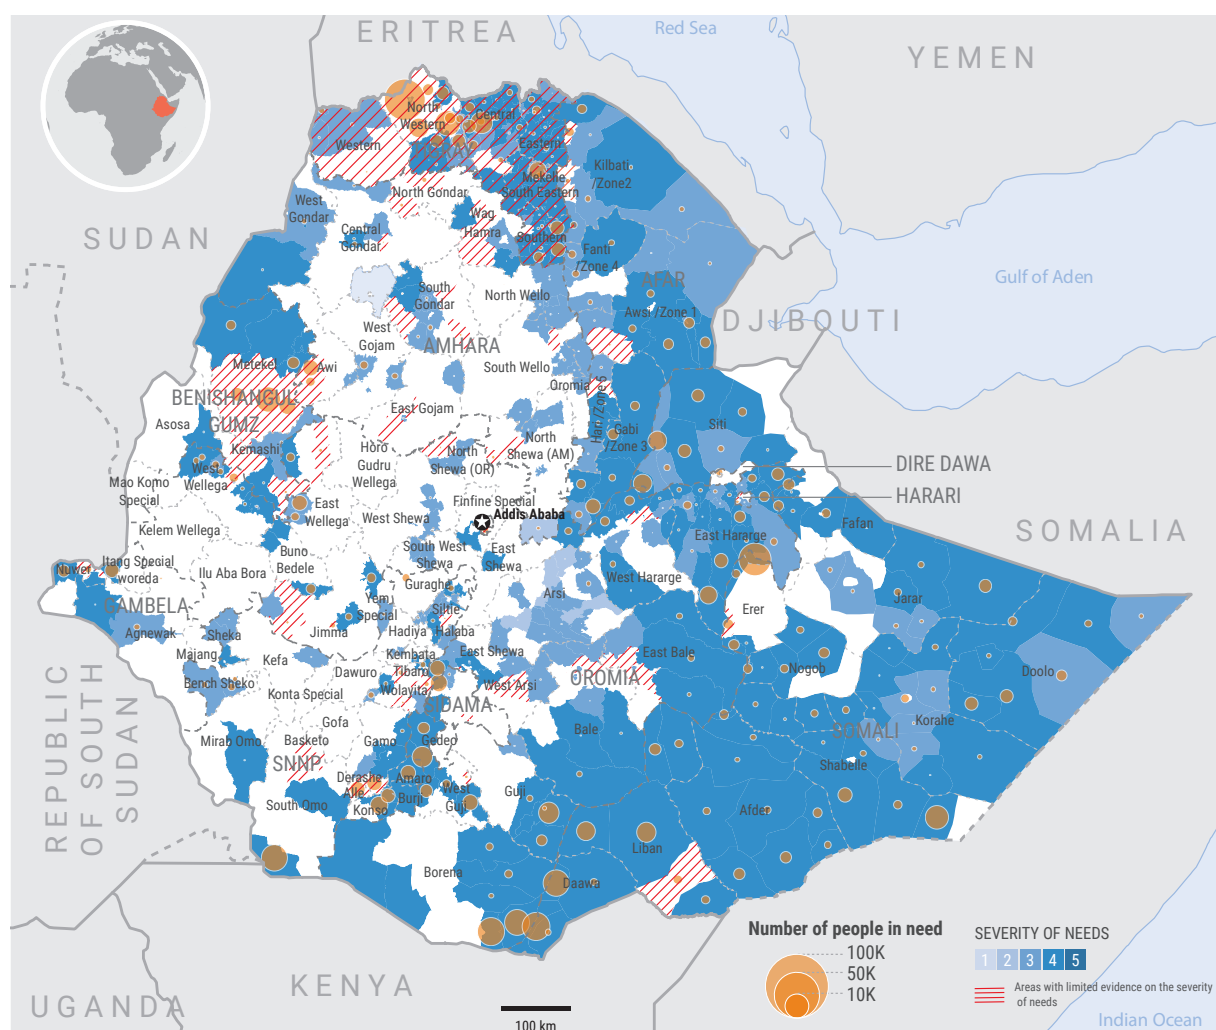 ERITREA
Red Sea
YEMEN
North
Western
Central
Western
Eastern
Kilbati
/Zone2
Mekelle
South Eastern
North Gondar
West
Gondar
Wag
Hamra
SUDAN
Central
Gondar
Southern
Fanti
/Zone 4
Gulf of Aden
AFAR
South
Gondar
North Wello
Awsi /Zone 1
DJIBOUTI
West
Gojam
AMHARA
Metekel
Awi
South Wello
Oromia
BENISHANGUL
GUMZ
East Gojam
Hari /Zone 5
Asosa
Siti
Gabi
/Zone 3
Kemashi
Horo
Gudru
Wellega
North
Shewa (OR)
North
Shewa (AM)
DIRE DAWA
West
Wellega
Mao Komo
Special
HARARI
East
Wellega
Finfine Special
Addis Ababa
West Shewa
Kelem Wellega
Fafan
SOMALIA
East Hararge
South West
Shewa
East
Shewa
Buno
Bedele
Nuwer
Itang Special
woreda
Ilu Aba Bora
West Hararge
Guraghe
Arsi
Jarar
GAMBELA
Yem
Special
Siltie
Erer
Agnewak
Sheka
Jimma
Hadiya
Halaba
Majang
Kefa
Kembata
Tibaro
East Shewa
East Bale
Nogob
Doolo
Bench Sheko
Dawuro
Wolayita
West Arsi
OROMIA
Konta Special
SIDAMA
Gofa
Korahe
Mirab Omo
Basketo
Gamo
Gedeo
Bale
SOMALI
SNNP
Shabelle
Derashe
Alle
Amaro
Burji
West
Guji
Guji
South Omo
Konso
Afder
Liban
Borena
Daawa
REPUBLIC
OF SOUTH
SUDAN
KENYA
UGANDA
100 km
Number of people in need
100K
50K
10K
SEVERITY OF NEEDS
1 2 3 4 5
Areas with limited evidence on the severity
of needs
Indian Ocean